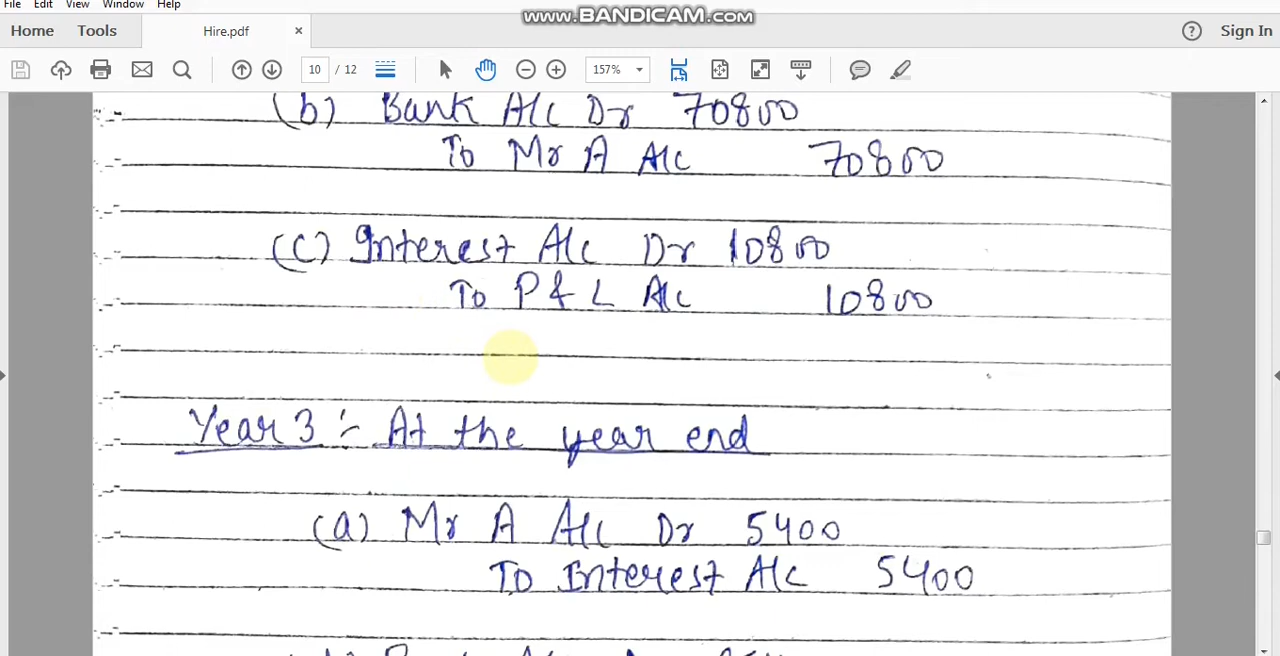 File Edit View Window Help
www.BANDICAM.com
Home Tools Hire.pdf × ? Sign In
10 / 12 157%
(b) Bank A/c Dr 70800
To Mr A A/c 70800
(c) Interest A/c Dr 10800
To P & L A/c 10800
Year 3 :- At the year end
(a) Mr A A/c Dr 5400
To Interest A/c 5400